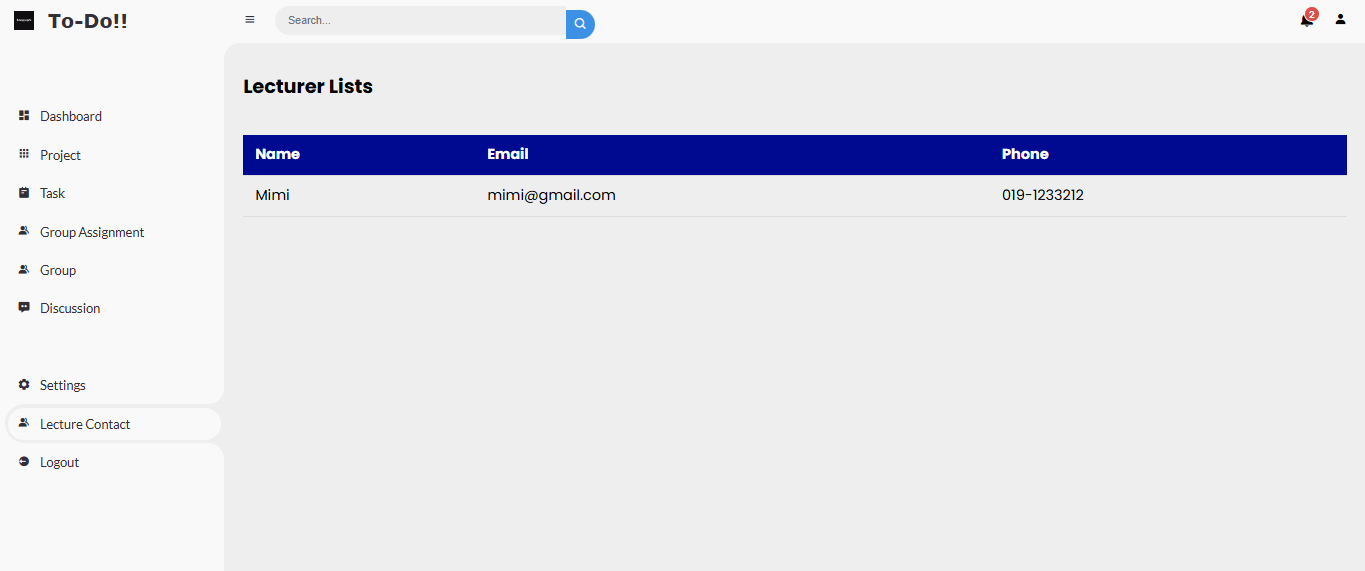 To-Do!!
Search...
2
Dashboard
Project
Task
Group Assignment
Group
Discussion
Settings
Lecture Contact
Logout
Lecturer Lists
Name Email Phone
Mimi mimi@gmail.com 019-1233212